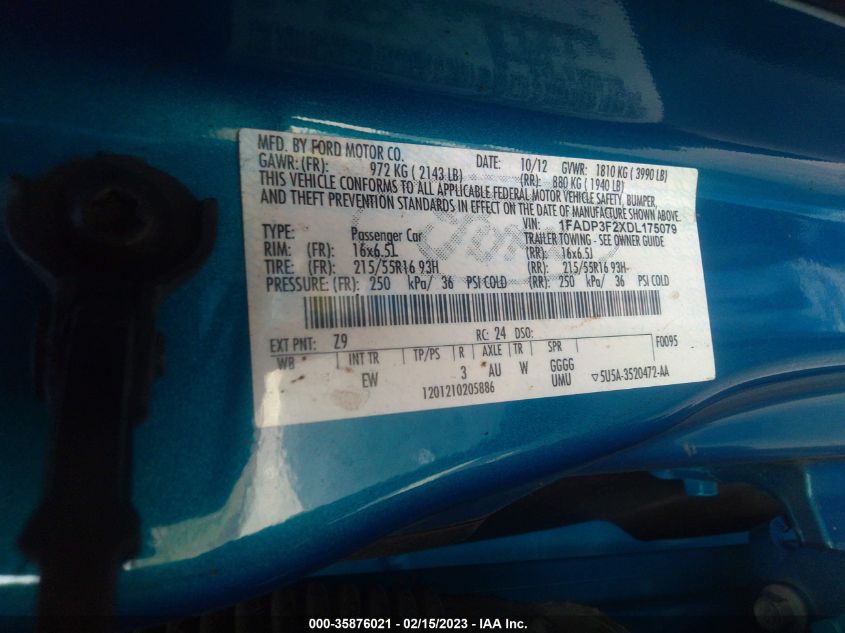 MFD. BY FORD MOTOR CO. DATE: 10/12 GVWR: 1810 KG ( 3990 LB)
GAWR: (FR): 972 KG ( 2143 LB) (RR): 880 KG ( 1940 LB)
THIS VEHICLE CONFORMS TO ALL APPLICABLE FEDERAL MOTOR VEHICLE SAFETY, BUMPER,
AND THEFT PREVENTION STANDARDS IN EFFECT ON THE DATE OF MANUFACTURE SHOWN ABOVE.
VIN: 1FADP3F2XDL175079
TYPE: Passenger Car TRAILER TOWING - SEE OWNER GUIDE
RIM: (FR): 16x6.5J (RR): 16x6.5J
TIRE: (FR): 215/55R16 93H (RR): 215/55R16 93H
PRESSURE: (FR): 250 kPa/ 36 PSI COLD (RR): 250 kPa/ 36 PSI COLD
EXT PNT: Z9 RC: 24 DSO: F0095
WB INT TR TP/PS R AXLE TR SPR
EW 3 AU W GGGG
UMU
1201210205886 ▽5U5A-3520472-AA
000-35876021 - 02/15/2023 - IAA Inc.